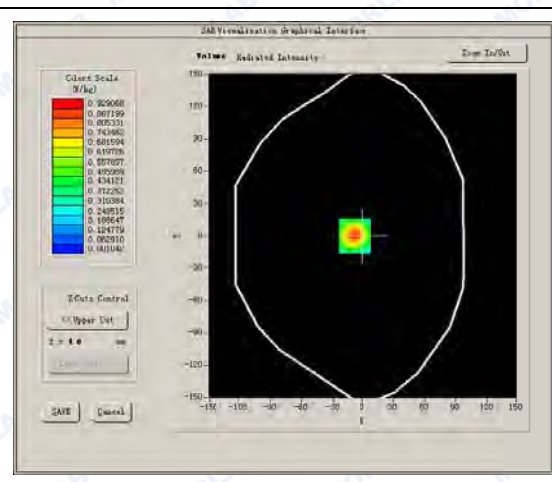 SAR Visualisation Graphical Interface
Volume Radiated Intensity
Zoom In/Out
Colors Scale
(W/kg)
0.929068
0.867199
0.805331
0.743462
0.681594
0.619726
0.557857
0.495989
0.434121
0.372252
0.310384
0.248515
0.186647
0.124779
0.062910
0.001042
150
120
90
60
30
0
-30
-60
-90
-120
-150
-150 -120 -90 -60 -30 0 30 60 90 120 150
X
Z-Cuts Control
<< Upper Cut
mm
SAVE
Cancel